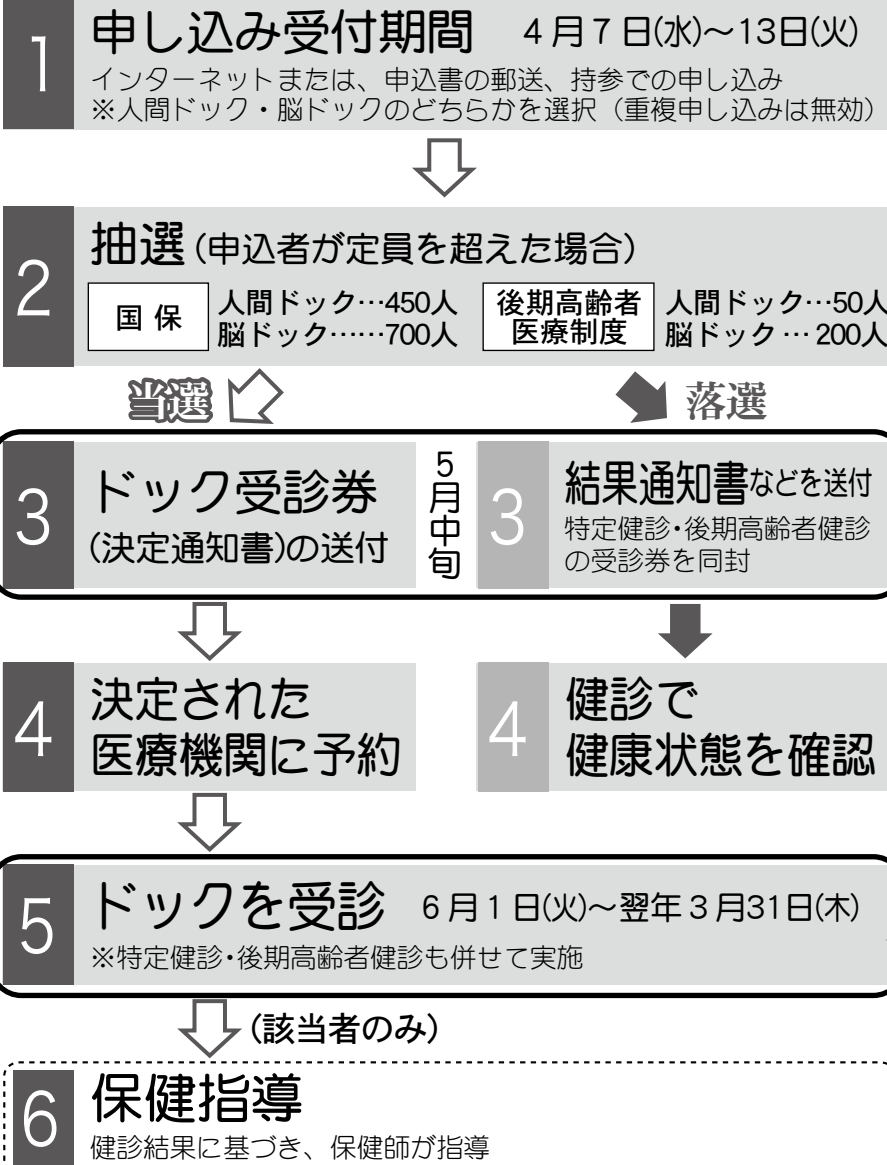 1 申し込み受付期間 4月7日(水)～13日(火)
インターネットまたは、申込書の郵送、持参での申し込み
※人間ドック・脳ドックのどちらかを選択（重複申し込みは無効）
2 抽選(申込者が定員を超えた場合)
国保 人間ドック…450人
脳ドック……700人
後期高齢者医療制度 人間ドック…50人
脳ドック…200人
当選
落選
3 ドック受診券
(決定通知書)の送付
5月中旬
3 結果通知書などを送付
特定健診・後期高齢者健診
の受診券を同封
4 決定された
医療機関に予約
4 健診で
健康状態を確認
5 ドックを受診 6月1日(火)～翌年3月31日(木)
※特定健診・後期高齢者健診も併せて実施
(該当者のみ)
6 保健指導
健診結果に基づき、保健師が指導